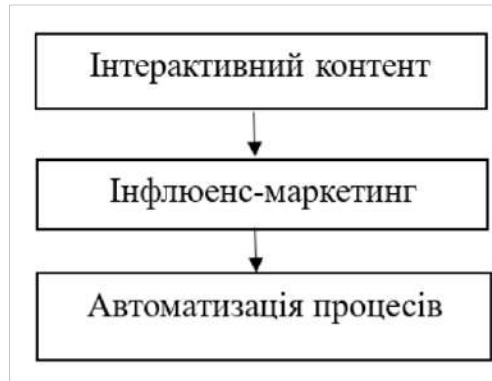 Інтерактивний контент
Інфлюенс-маркетинг
Автоматизація процесів